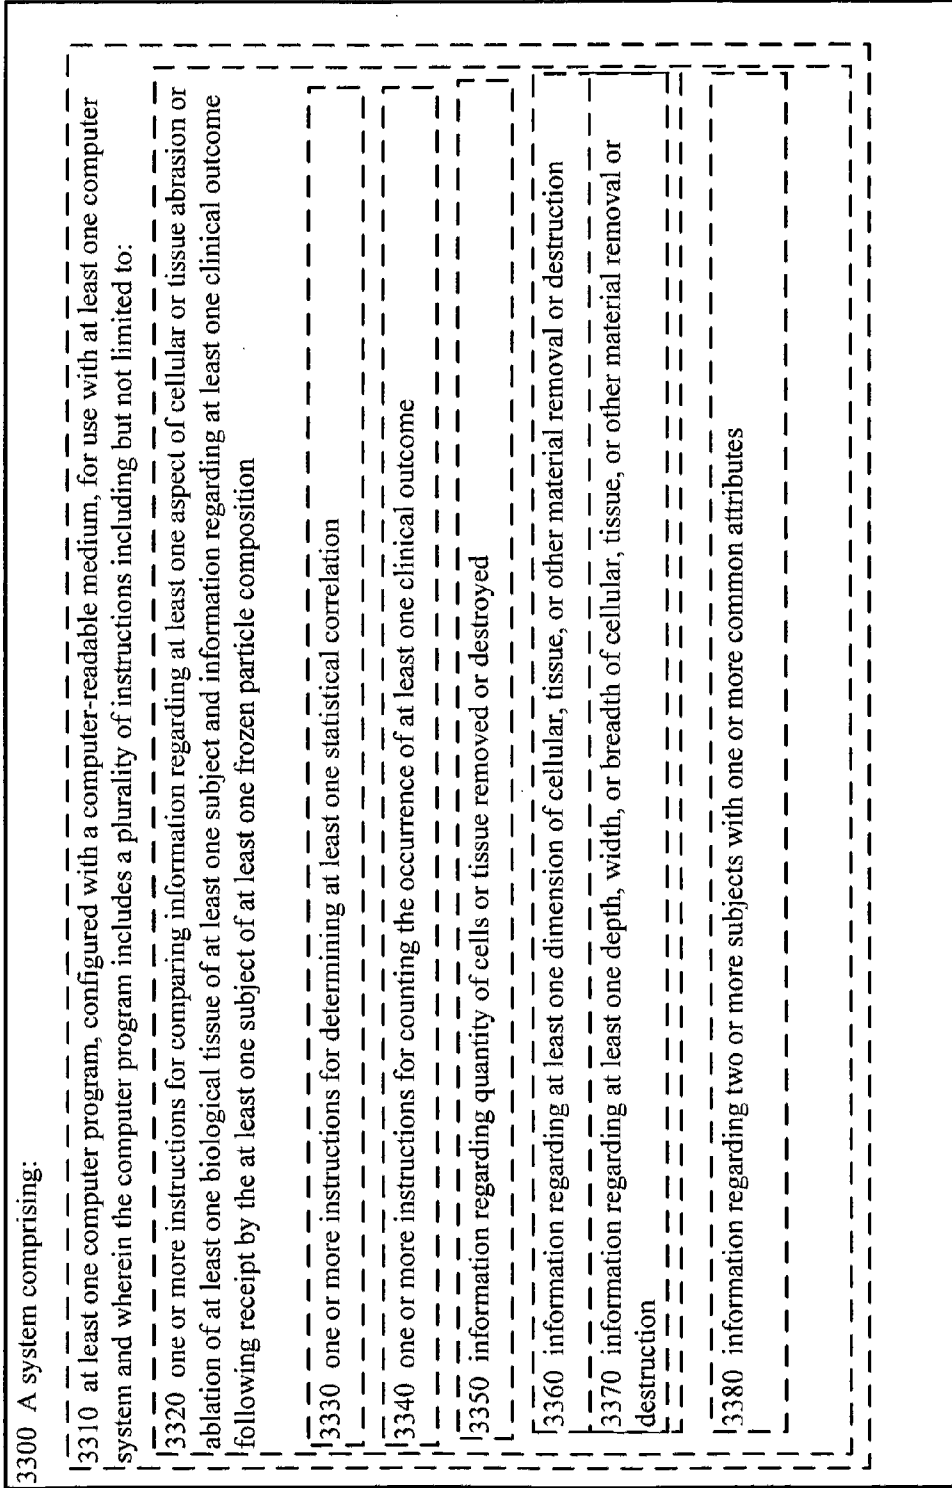 3300 A system comprising:
3310 at least one computer program, configured with a computer-readable medium, for use with at least one computer
system and wherein the computer program includes a plurality of instructions including but not limited to:
3320 one or more instructions for comparing information regarding at least one aspect of cellular or tissue abrasion or
ablation of at least one biological tissue of at least one subject and information regarding at least one clinical outcome
following receipt by the at least one subject of at least one frozen particle composition
3330 one or more instructions for determining at least one statistical correlation
3340 one or more instructions for counting the occurrence of at least one clinical outcome
3350 information regarding quantity of cells or tissue removed or destroyed
3360 information regarding at least one dimension of cellular, tissue, or other material removal or destruction
3370 information regarding at least one depth, width, or breadth of cellular, tissue, or other material removal or
destruction
3380 information regarding two or more subjects with one or more common attributes